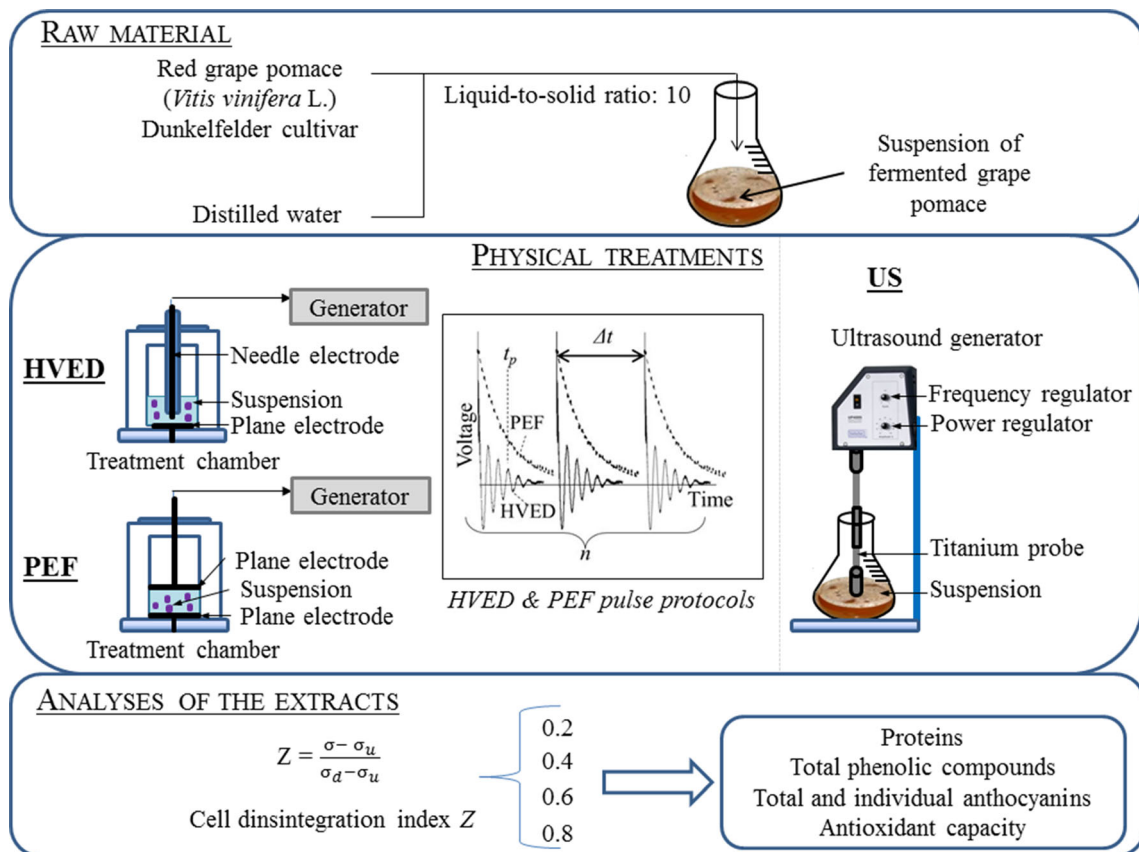 RAW MATERIAL
Red grape pomace
(Vitis vinifera L.)
Dunkelfelder cultivar
Distilled water
Liquid-to-solid ratio: 10
Suspension of
fermented grape
pomace
PHYSICAL TREATMENTS
HVED
Generator
Needle electrode
Suspension
Plane electrode
Treatment chamber
PEF
Generator
Plane electrode
Suspension
Plane electrode
Treatment chamber
Voltage
tp
Δt
PEF
HVED
Time
n
HVED & PEF pulse protocols
US
Ultrasound generator
Frequency regulator
Power regulator
Titanium probe
Suspension
ANALYSES OF THE EXTRACTS
Z = (σ− σu)/(σd−σu)
Cell dinsintegration index Z
0.2
0.4
0.6
0.8
Proteins
Total phenolic compounds
Total and individual anthocyanins
Antioxidant capacity